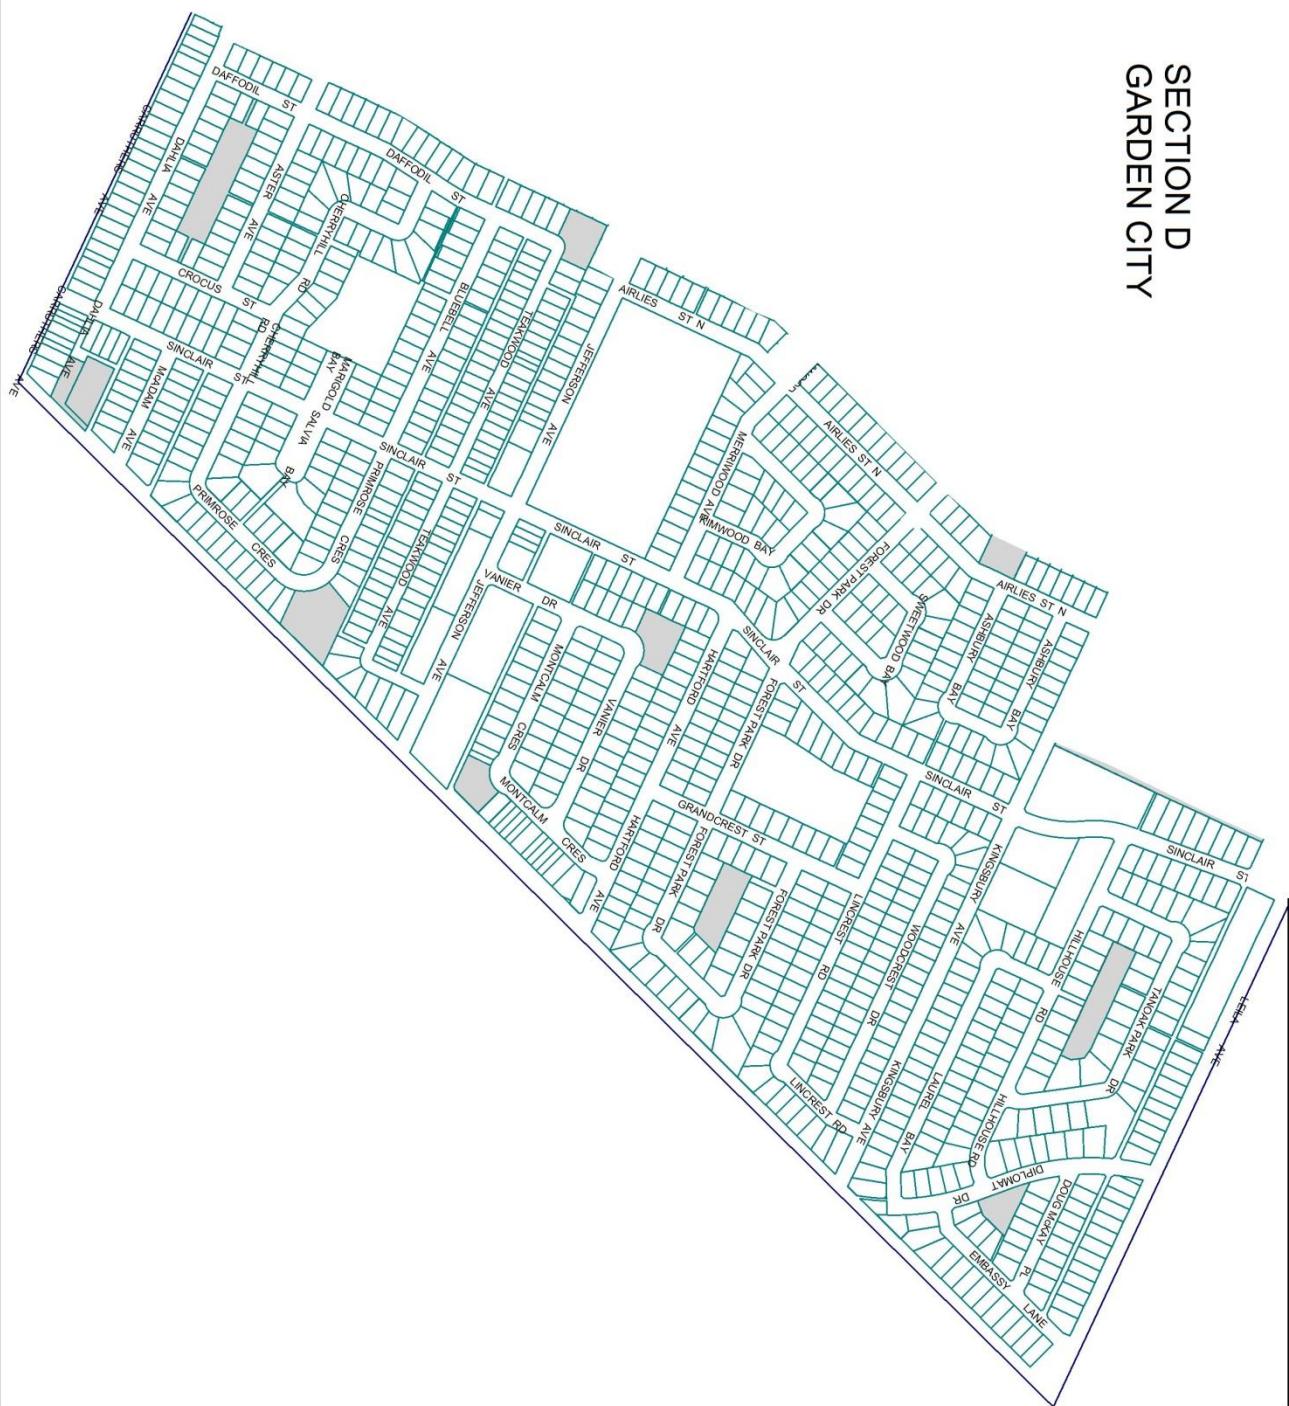 SECTION D
GARDEN CITY
DAFFODIL ST
CARRUTHERS AVE
DAHLIA AVE
ASTER AVE
DAFFODIL ST
CHERRYHILL RD
CROCUS ST
CARRUTHERS AVE
DAHLIA AVE
SINCLAIR ST
CHERRYHILL RD
McADAM AVE
MARIGOLD BAY
SALVIA BAY
BLUEBELL AVE
TEAKWOOD AVE
JEFFERSON AVE
AIRLIES ST N
SINCLAIR ST
PRIMROSE CRES
PRIMROSE CRES
TEAKWOOD AVE
JEFFERSON AVE
VANIER DR
SINCLAIR ST
MERRIWOOD AVE
RIMWOOD BAY
AIRLIES ST N
FOREST PARK DR
SWEETWOOD BA
AIRLIES ST N
ASHBURY BAY
ASHBURY BAY
SINCLAIR ST
MONTCALM CRES
VANIER DR
HARTFORD AVE
FOREST PARK DR
MONTCALM CRES
HARTFORD AVE
GRANDCREST ST
FOREST PARK DR
FOREST PARK DR
LINCREST RD
WOODCREST DR
KINGSBURY AVE
SINCLAIR ST
SINCLAIR ST
HILLHOUSE RD
TANOAK PARK DR
LEILA AVE
LINCREST RD
KINGSBURY AVE
LAUREL BAY
HILLHOUSE RD
DIPLOMAT DR
DOUG McKAY PL
EMBASSY LANE